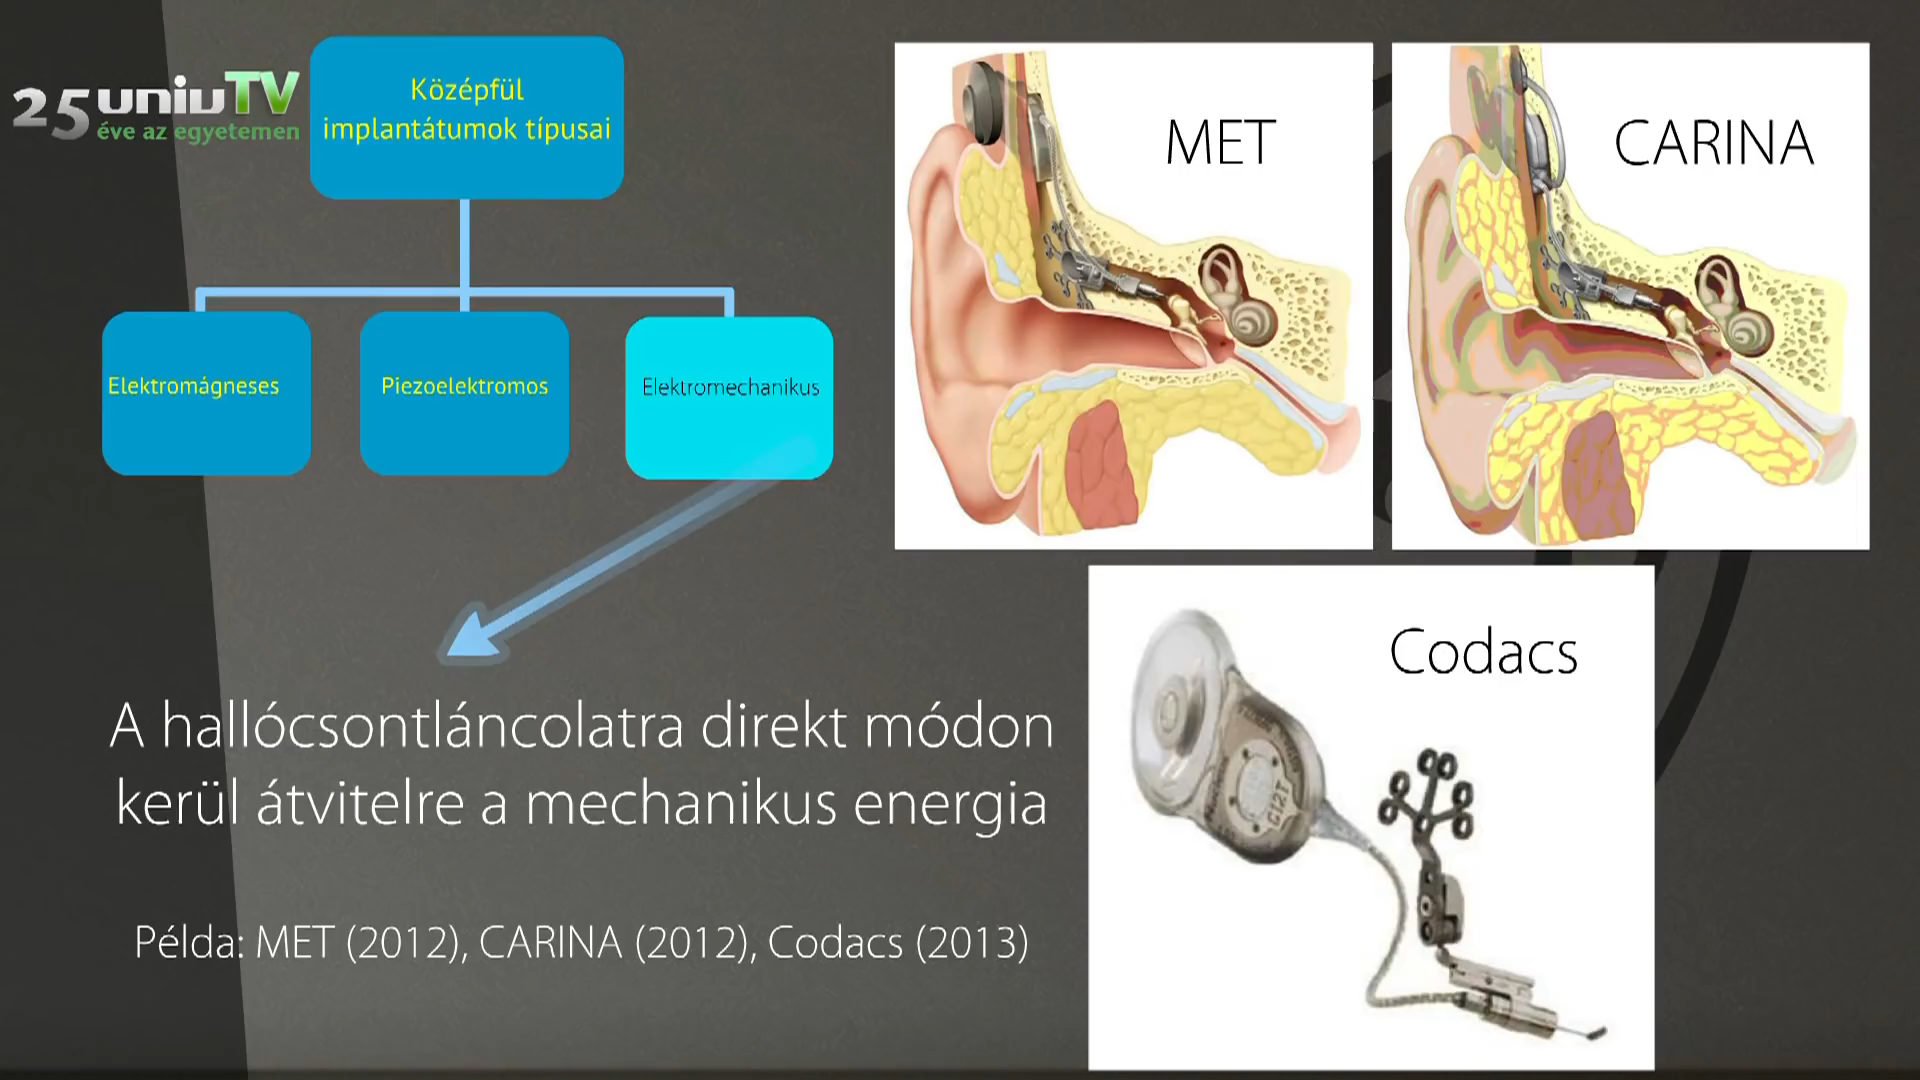 25 uniuTV
éve az egyetemen
Középfül
implantátumok típusai
Elektromágneses
Piezoelektromos
Elektromechanikus
MET
CARINA
A hallócsontláncolatra direkt módon
kerül átvitelre a mechanikus energia
Példa: MET (2012), CARINA (2012), Codacs (2013)
Codacs